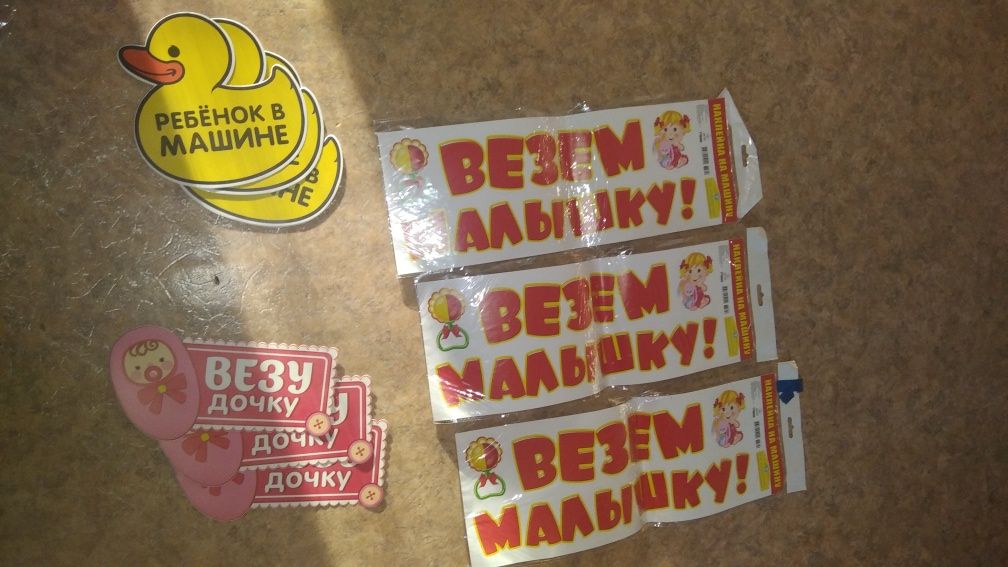 РЕБЁНОК В
МАШИНЕ
В
НЕ
ВЕЗУ
дочку
У
дочку
дочку
ВЕЗЕМ
МАЛЫШКУ!
НАКЛЕЙКА НА МАШИНУ
ВЕЗЕМ
МАЛЫШКУ!
НАКЛЕЙКА НА МАШИНУ
ВЕЗЕМ
МАЛЫШКУ!
НАКЛЕЙКА НА МАШИНУ